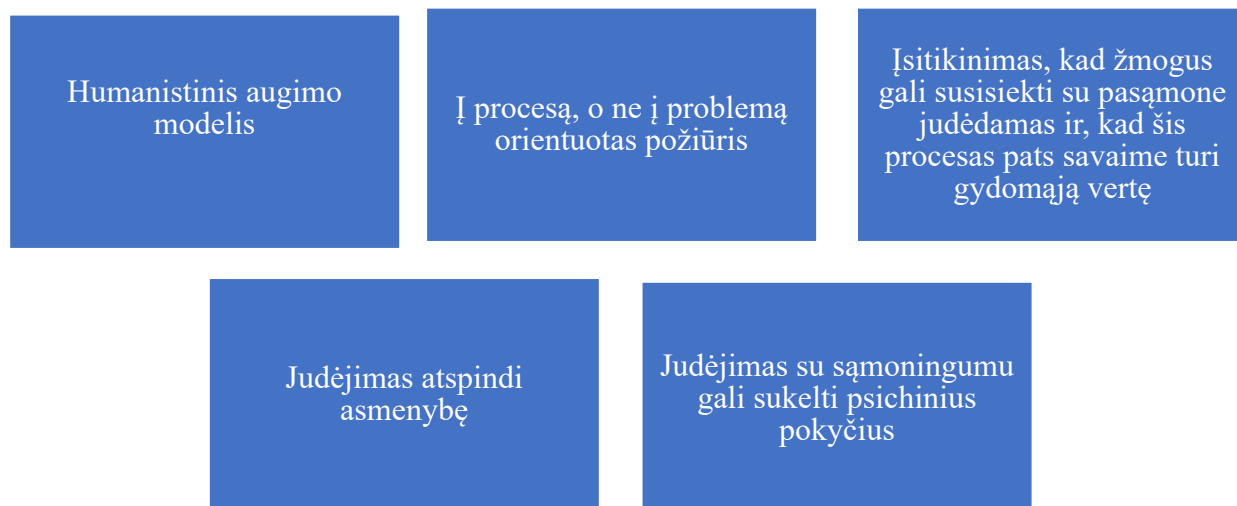 Humanistinis augimo
modelis
Į procesą, o ne į problemą
orientuotas požiūris
Įsitikinimas, kad žmogus
gali susisiekti su pasąmone
judėdamas ir, kad šis
procesas pats savaime turi
gydomąją vertę
Judėjimas atspindi
asmenybę
Judėjimas su sąmoningumu
gali sukelti psichinius
pokyčius